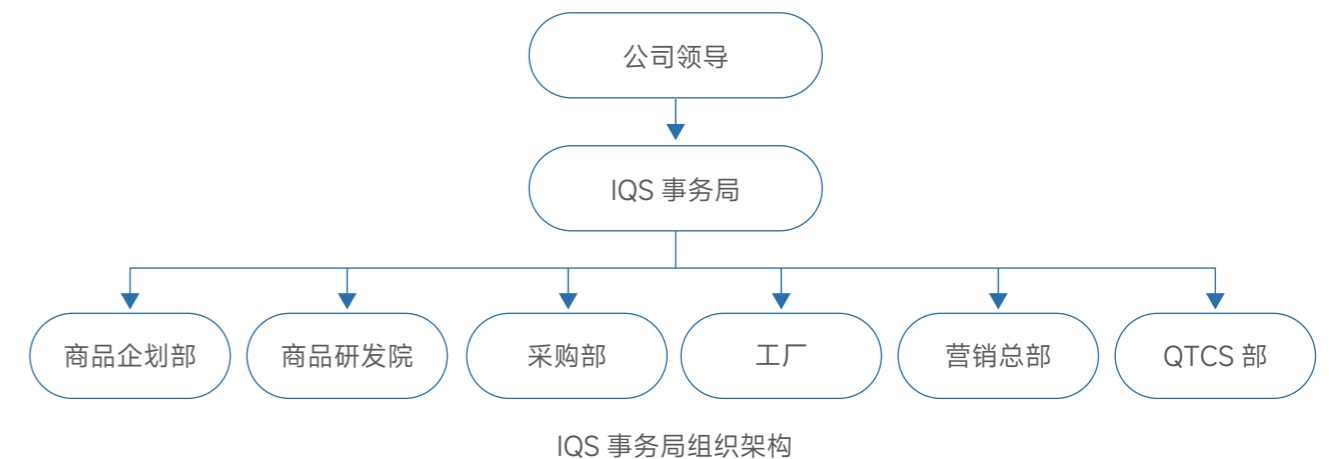 公司领导
IQS 事务局
商品企划部
商品研发院
采购部
工厂
营销总部
QTCS 部
IQS 事务局组织架构